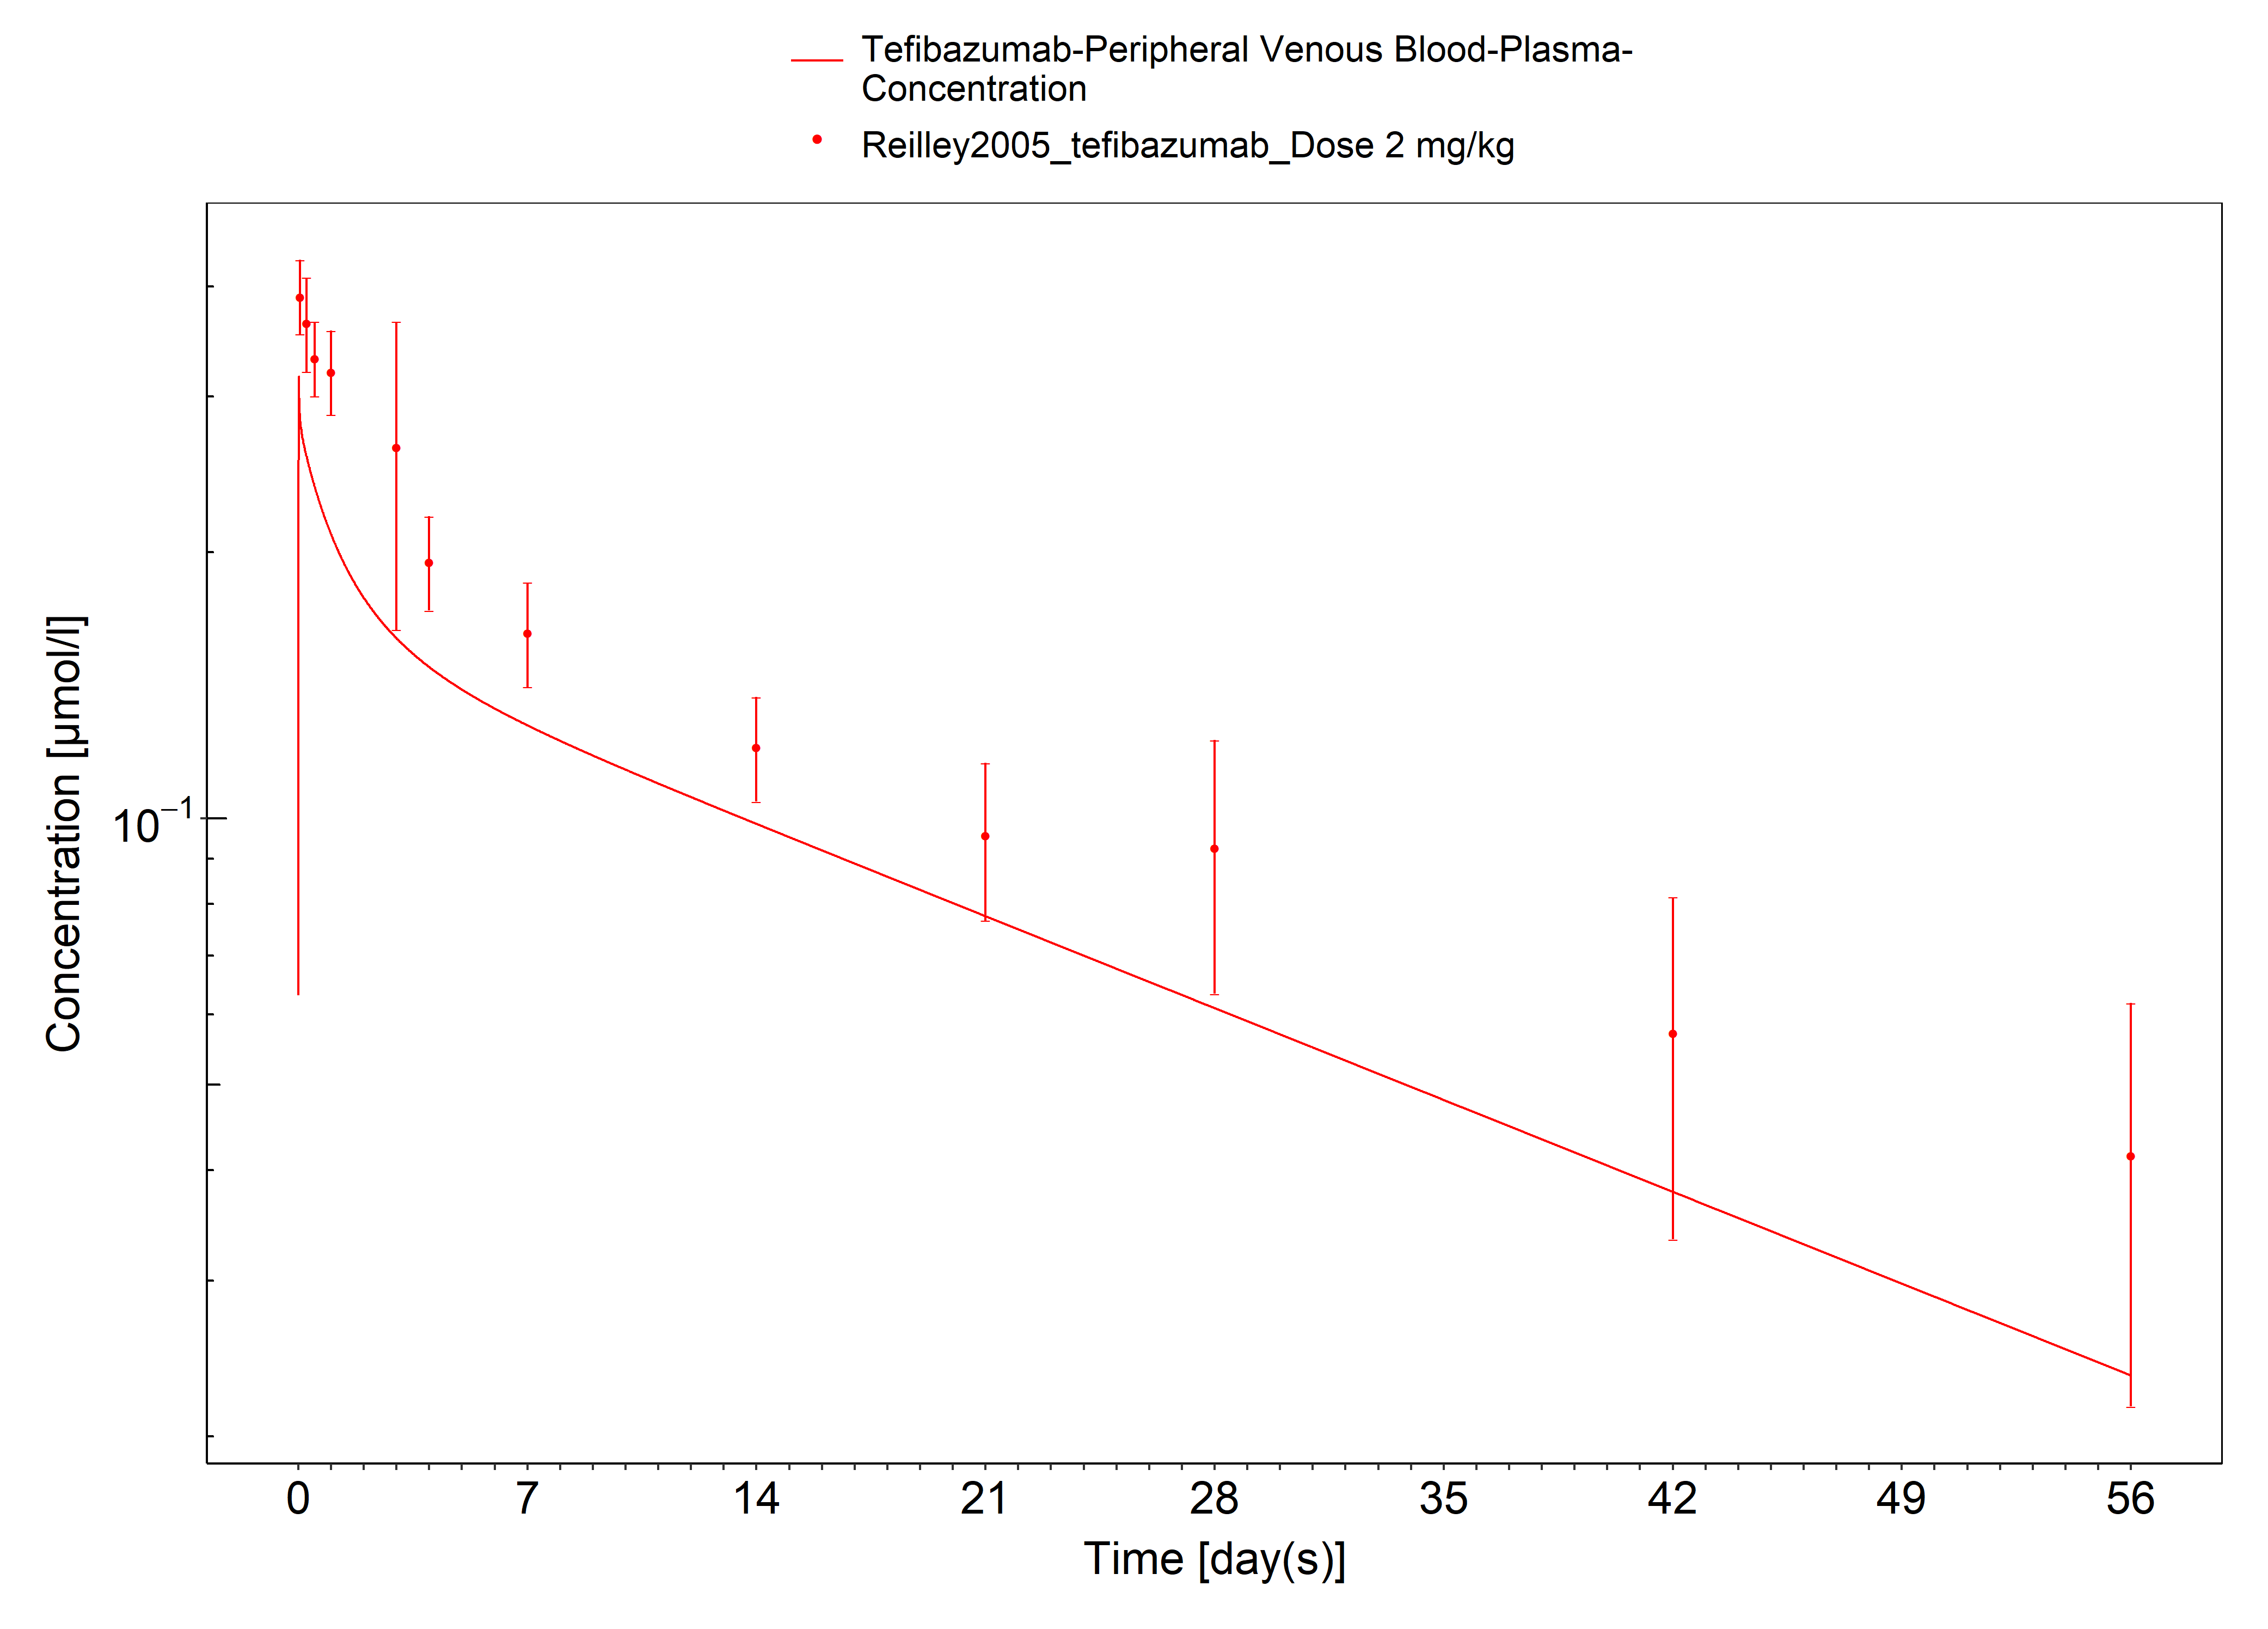 Tefibazumab-Peripheral Venous Blood-Plasma-
Concentration
Reilley2005_tefibazumab_Dose 2 mg/kg
Concentration [µmol/l]
10⁻¹
0 7 14 21 28 35 42 49 56
Time [day(s)]